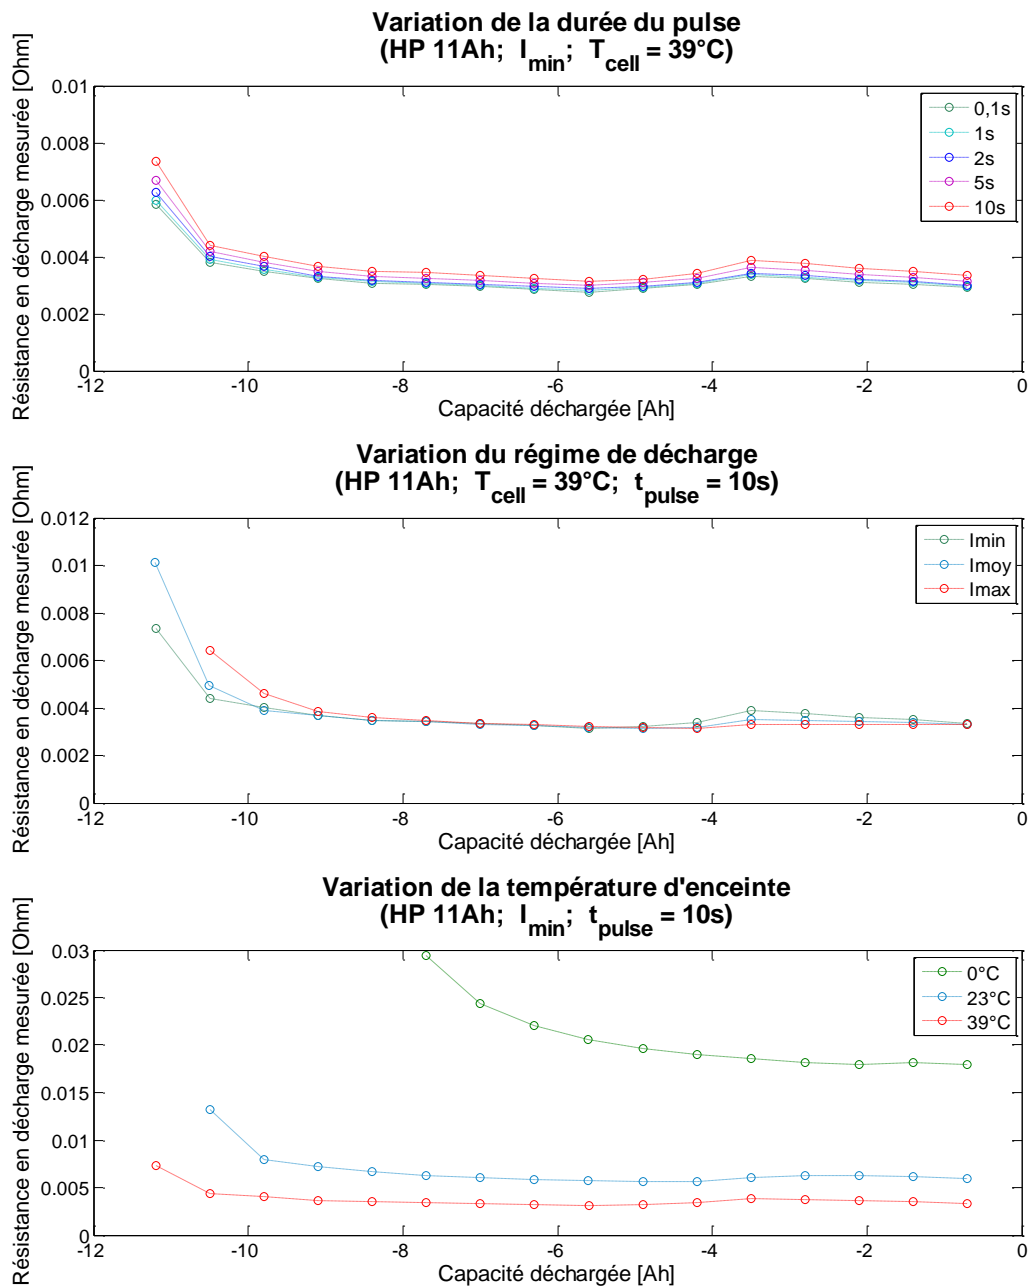 Variation de la durée du pulse
(HP 11Ah; Imin; Tcell = 39°C)
Résistance en décharge mesurée [Ohm]
0.01
0.008
0.006
0.004
0.002
0
-12 -10 -8 -6 -4 -2 0
Capacité déchargée [Ah]
0,1s
1s
2s
5s
10s
Variation du régime de décharge
(HP 11Ah; Tcell = 39°C; tpulse = 10s)
Résistance en décharge mesurée [Ohm]
0.012
0.01
0.008
0.006
0.004
0.002
0
-12 -10 -8 -6 -4 -2 0
Capacité déchargée [Ah]
Imin
Imoy
Imax
Variation de la température d'enceinte
(HP 11Ah; Imin; tpulse = 10s)
Résistance en décharge mesurée [Ohm]
0.03
0.025
0.02
0.015
0.01
0.005
0
-12 -10 -8 -6 -4 -2 0
Capacité déchargée [Ah]
0°C
23°C
39°C